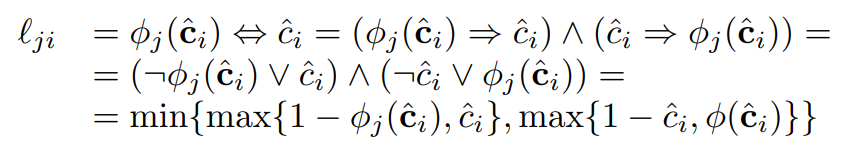 ℓ_{ji} = ϕ_j(ĉ_i) ⇔ ĉ_i = (ϕ_j(ĉ_i) ⇒ ĉ_i) ∧ (ĉ_i ⇒ ϕ_j(ĉ_i)) =
= (¬ϕ_j(ĉ_i) ∨ ĉ_i) ∧ (¬ĉ_i ∨ ϕ_j(ĉ_i)) =
= min{max{1 − ϕ_j(ĉ_i), ĉ_i}, max{1 − ĉ_i, ϕ(ĉ_i)}}